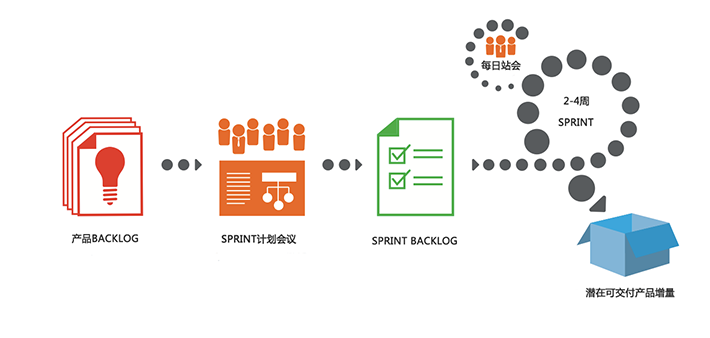 每日站会
2-4周
SPRINT
产品BACKLOG
SPRINT计划会议
SPRINT BACKLOG
潜在可交付产品增量